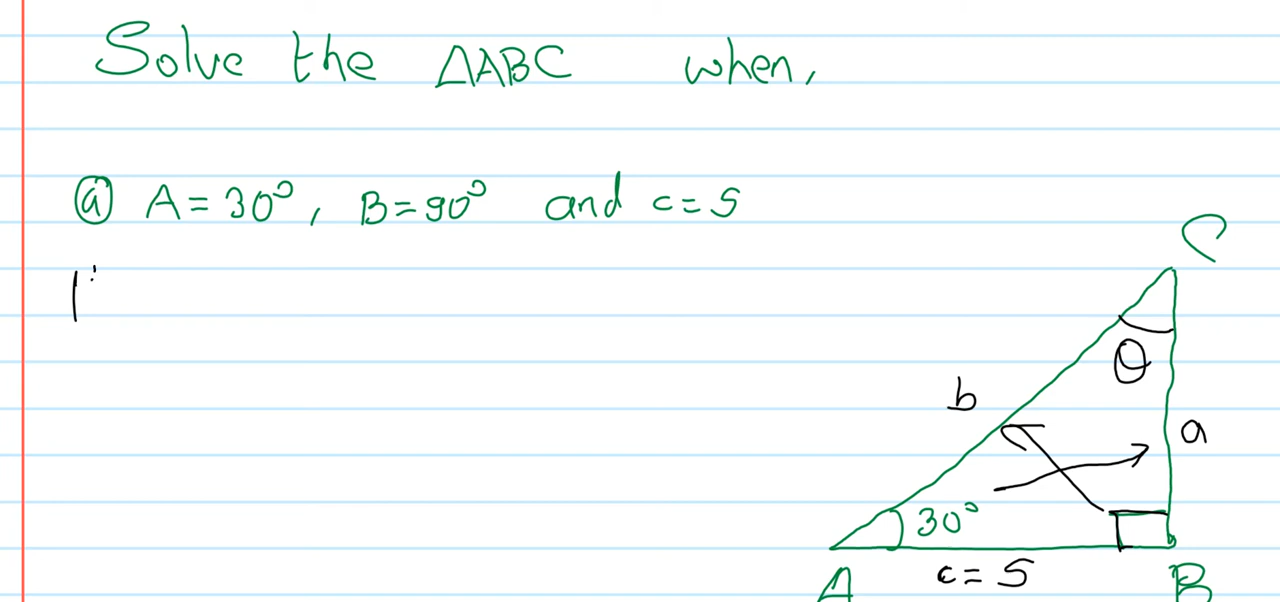 Solve the ΔABC when,
ⓐ A = 30°, B = 90° and c = 5
C
θ
b
a
30°
c = 5
A B